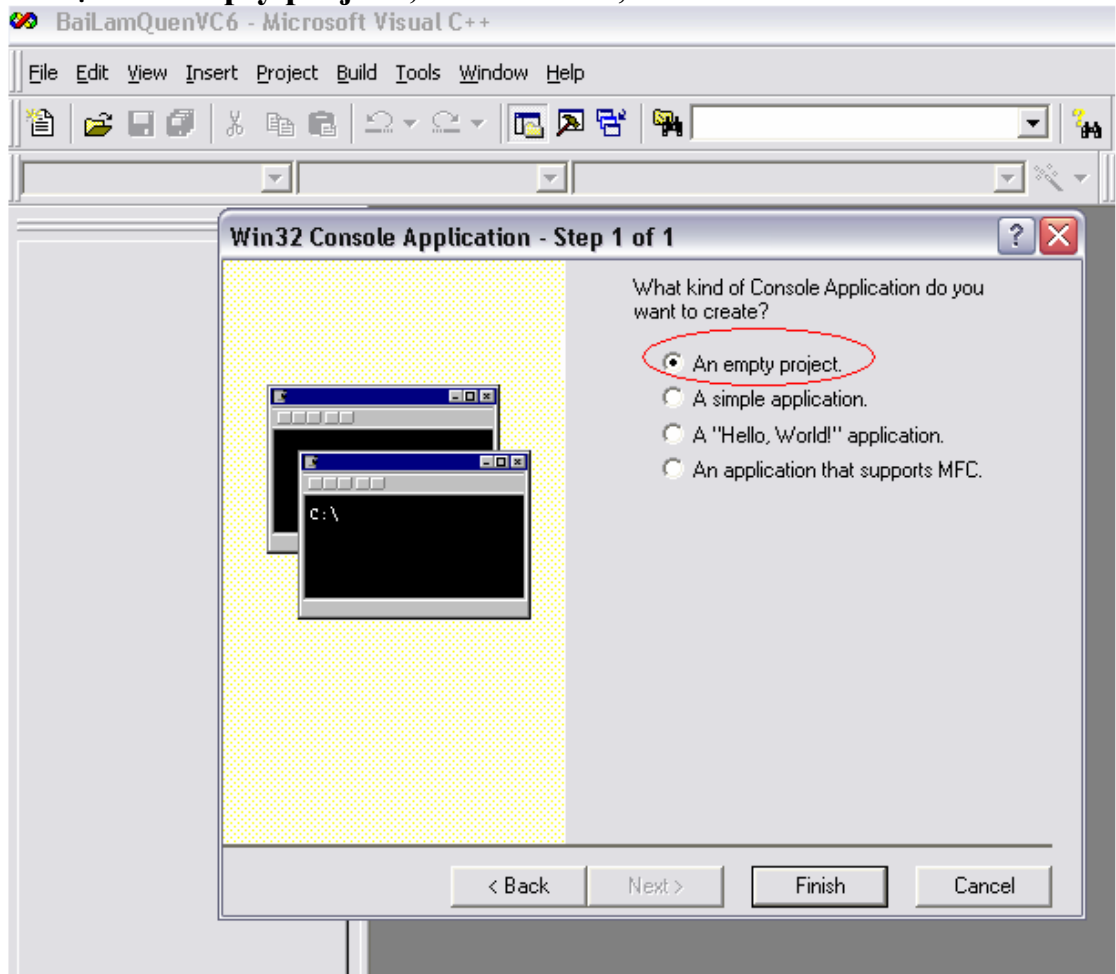 BaiLamQuenVC6 - Microsoft Visual C++
File Edit View Insert Project Build Tools Window Help
Win32 Console Application - Step 1 of 1
What kind of Console Application do you
want to create?
An empty project.
A simple application.
A "Hello, World!" application.
An application that supports MFC.
C:\
< Back Next > Finish Cancel